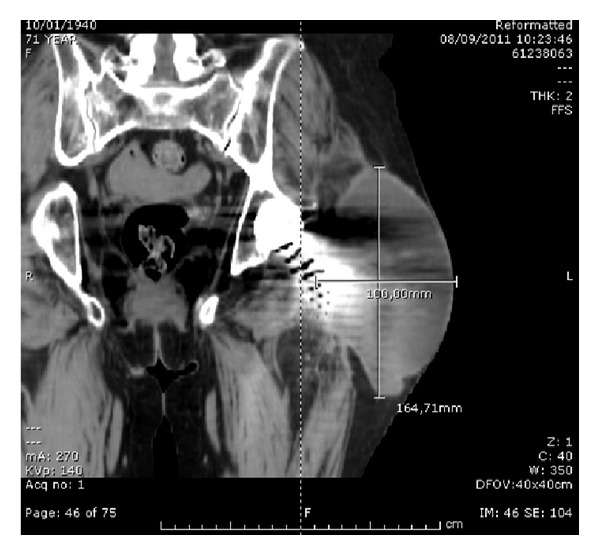 10/01/1940
71 YEAR
F
Reformatted
08/09/2011 10:23:46
61238063
---
---
THK: 2
FFS
R
L
100,00mm
164,71mm
---
---
mA: 270
KVp: 140
Acq no: 1
Z: 1
C: 40
W: 350
DFOV:40x40cm
Page: 46 of 75
F
cm
IM: 46 SE: 104